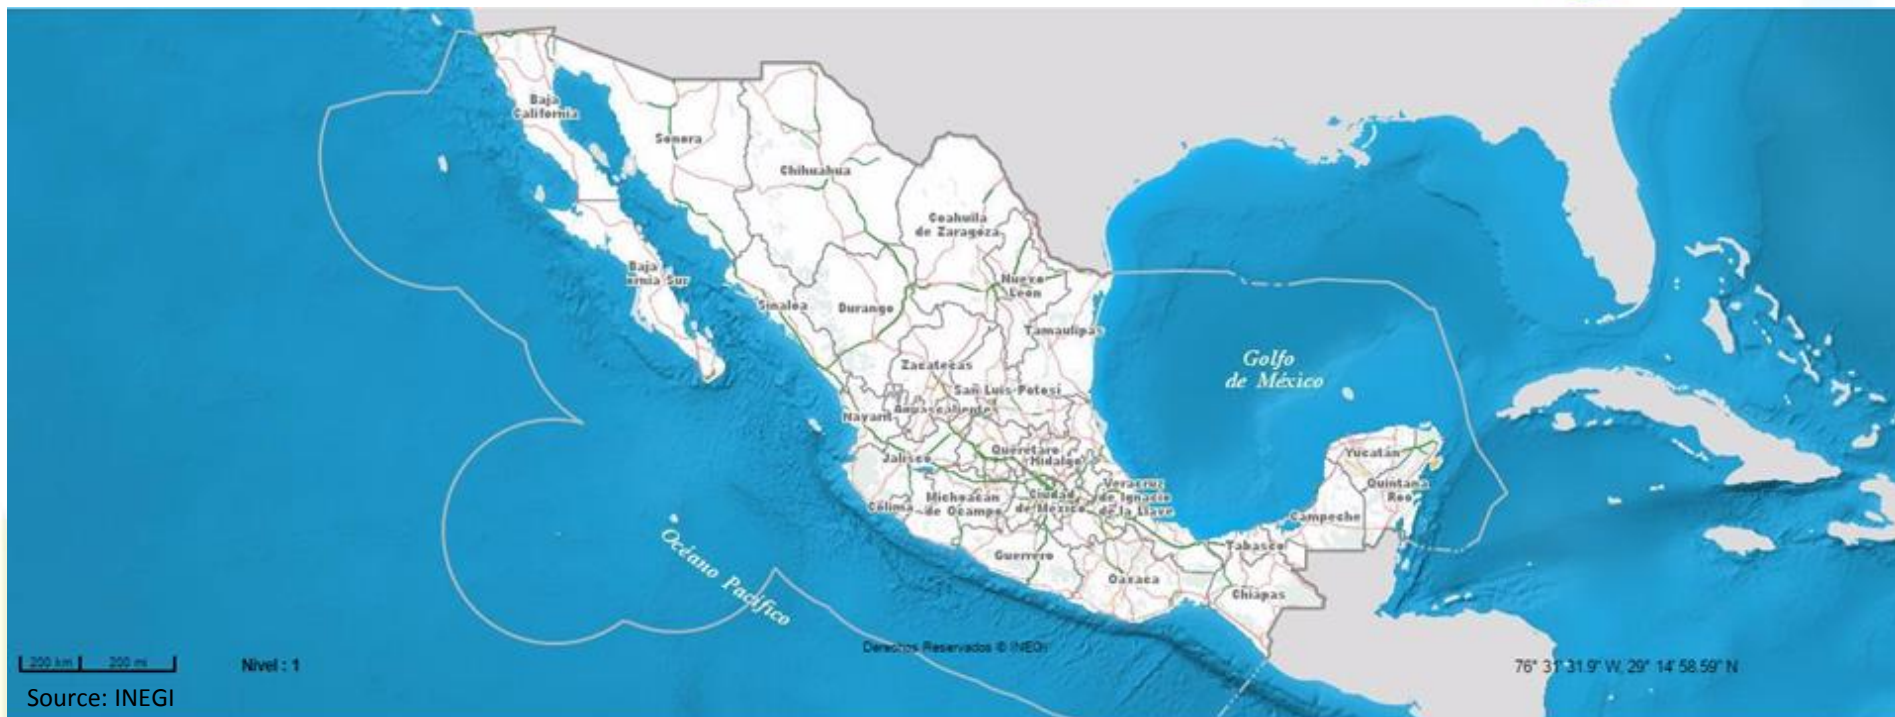 Baja
California
Sonora
Chihuahua
Coahuila
de Zaragoza
Baja
ornia Sur
Nuevo
León
Sinaloa
Durango
Tamaulipas
Zacatecas
San Luis Potosí
Golfo
de México
Nayarit
Aguascalientes
Jalisco
Querétaro
Hidalgo
Yucatán
Quintana
Roo
Colima
Michoacán
de Ocampo
Ciudad
de México
Veracruz
de Ignacio
de la Llave
Campeche
Tabasco
Guerrero
Oaxaca
Chiapas
Océano Pacífico
Derechos Reservados © INEGI
200 km
200 mi
Nivel : 1
76° 31' 31.9" W, 29° 14' 58.59" N
Source: INEGI